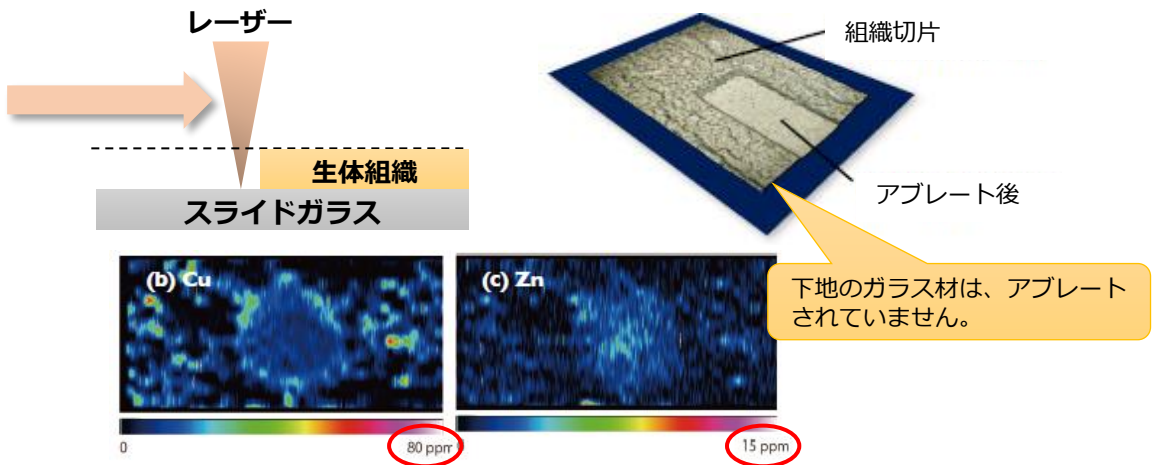 レーザー
組織切片
生体組織
スライドガラス
アブレート後
下地のガラス材は、アブレート
されていません。
(b) Cu
(c) Zn
0
80 ppm
0
15 ppm